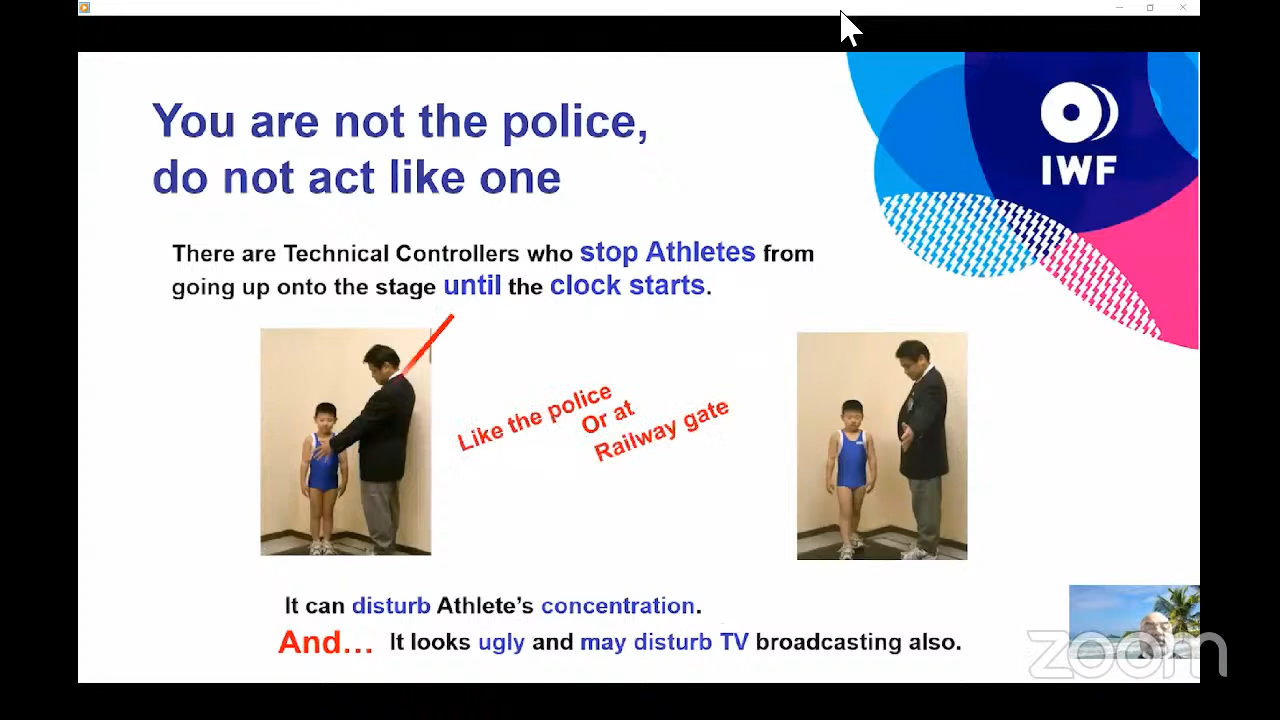 You are not the police,
do not act like one
IWF
There are Technical Controllers who stop Athletes from
going up onto the stage until the clock starts.
Like the police
Or at
Railway gate
It can disturb Athlete's concentration.
And... It looks ugly and may disturb TV broadcasting also.
zoom